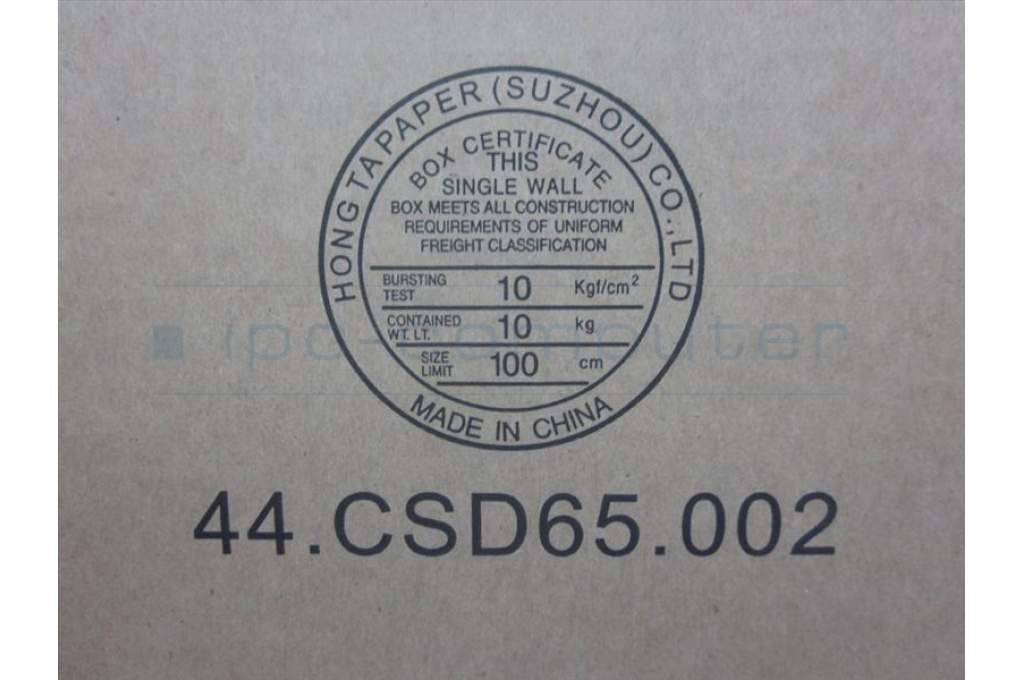 HONG TA PAPER (SUZHOU) CO.,LTD
BOX CERTIFICATE
THIS
SINGLE WALL
BOX MEETS ALL CONSTRUCTION
REQUIREMENTS OF UNIFORM
FREIGHT CLASSIFICATION
BURSTING TEST 10 Kgf/cm²
CONTAINED WT. LT. 10 kg
SIZE LIMIT 100 cm
MADE IN CHINA
ipc-computer
44.CSD65.002